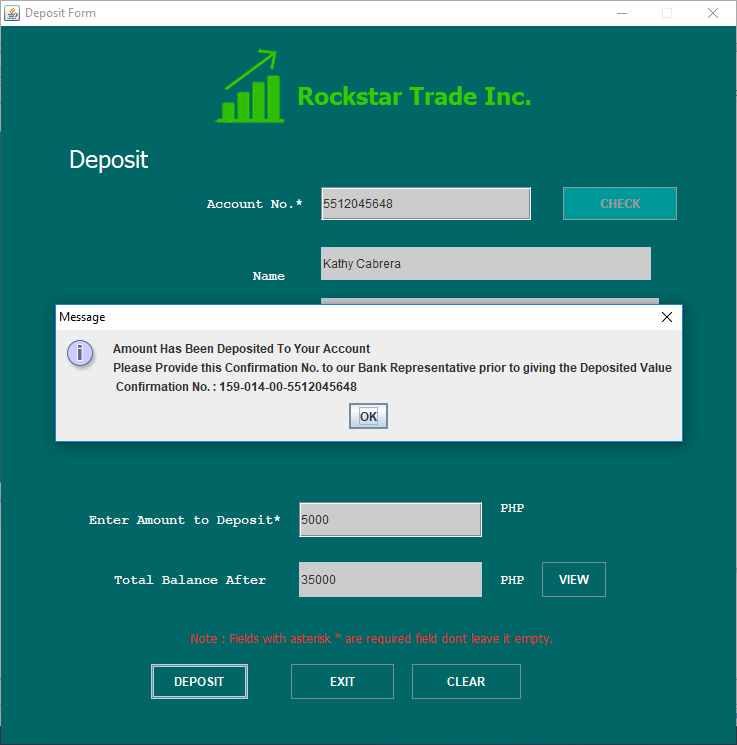 Deposit Form
Rockstar Trade Inc.
Deposit
Account No.* 5512045648 CHECK
Name Kathy Cabrera
Message
Amount Has Been Deposited To Your Account
Please Provide this Confirmation No. to our Bank Representative prior to giving the Deposited Value
Confirmation No. : 159-014-00-5512045648
OK
Enter Amount to Deposit* 5000 PHP
Total Balance After 35000 PHP VIEW
Note : Fields with asterisk * are required field dont leave it empty.
DEPOSIT EXIT CLEAR